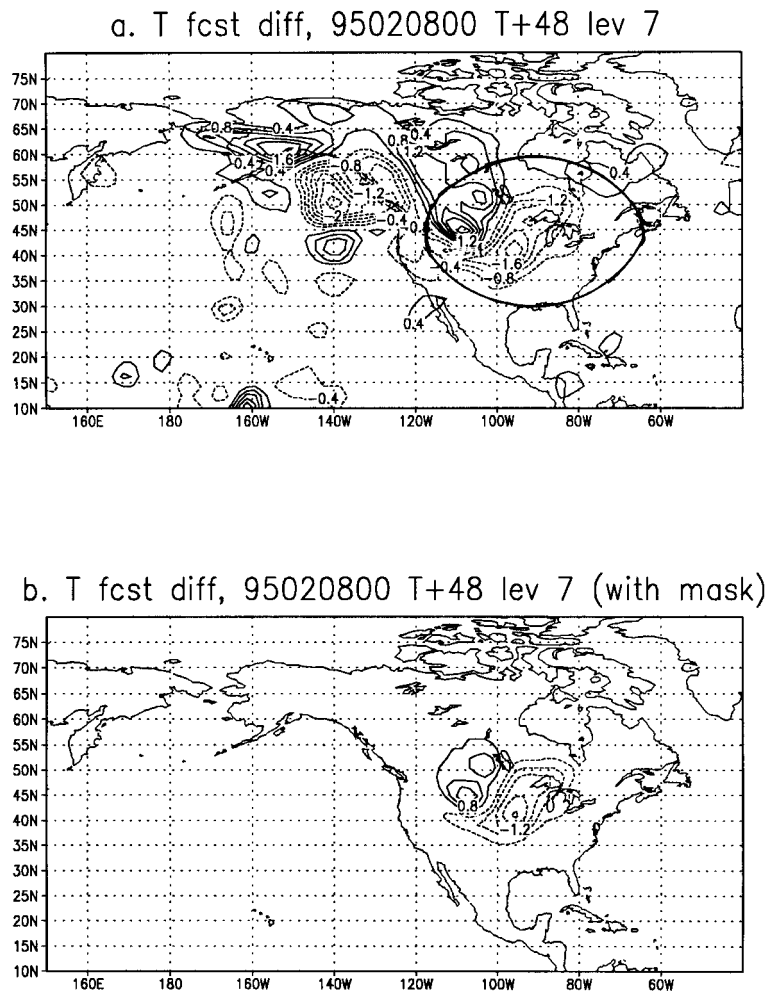 a. T fcst diff, 95020800 T+48 lev 7
75N
70N
65N
60N
55N
50N
45N
40N
35N
30N
25N
20N
15N
10N
0.8
0.4
0.4
0.8
1.2
0.4
1.6
0.4
-0.8
-1.2
-2
-0.4
0.4
1.2
1.2
-1.6
-0.4
-0.8
0.4
-0.4
160E
180
160W
140W
120W
100W
80W
60W
b. T fcst diff, 95020800 T+48 lev 7 (with mask)
75N
70N
65N
60N
55N
50N
45N
40N
35N
30N
25N
20N
15N
10N
0.8
-1.2
160E
180
160W
140W
120W
100W
80W
60W